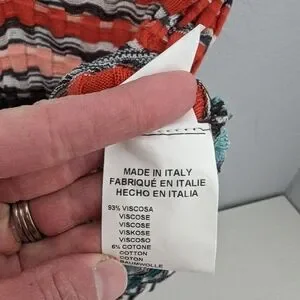 MADE IN ITALY
FABRIQUÉ EN ITALIE
HECHO EN ITALIA
93% VISCOSA
VISCOSE
VISCOSE
VISKOSE
VISCOSO
6% COTONE
COTTON
COTON
BAUMWOLLE